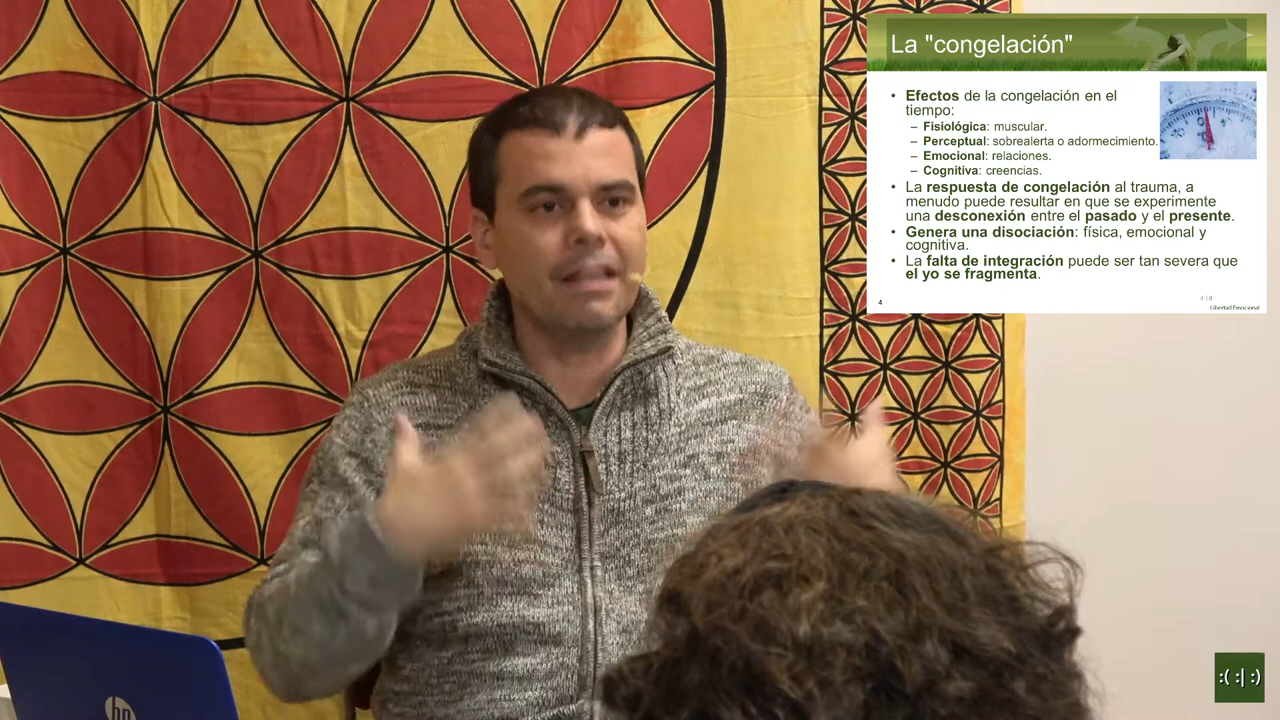 La "congelación"
• Efectos de la congelación en el
tiempo:
– Fisiológica: muscular.
– Perceptual: sobrealerta o adormecimiento.
– Emocional: relaciones.
– Cognitiva: creencias.
• La respuesta de congelación al trauma, a
menudo puede resultar en que se experimente
una desconexión entre el pasado y el presente.
• Genera una disociación: física, emocional y
cognitiva.
• La falta de integración puede ser tan severa que
el yo se fragmenta.
4
Libertad Emocional
hp
:( :| :)